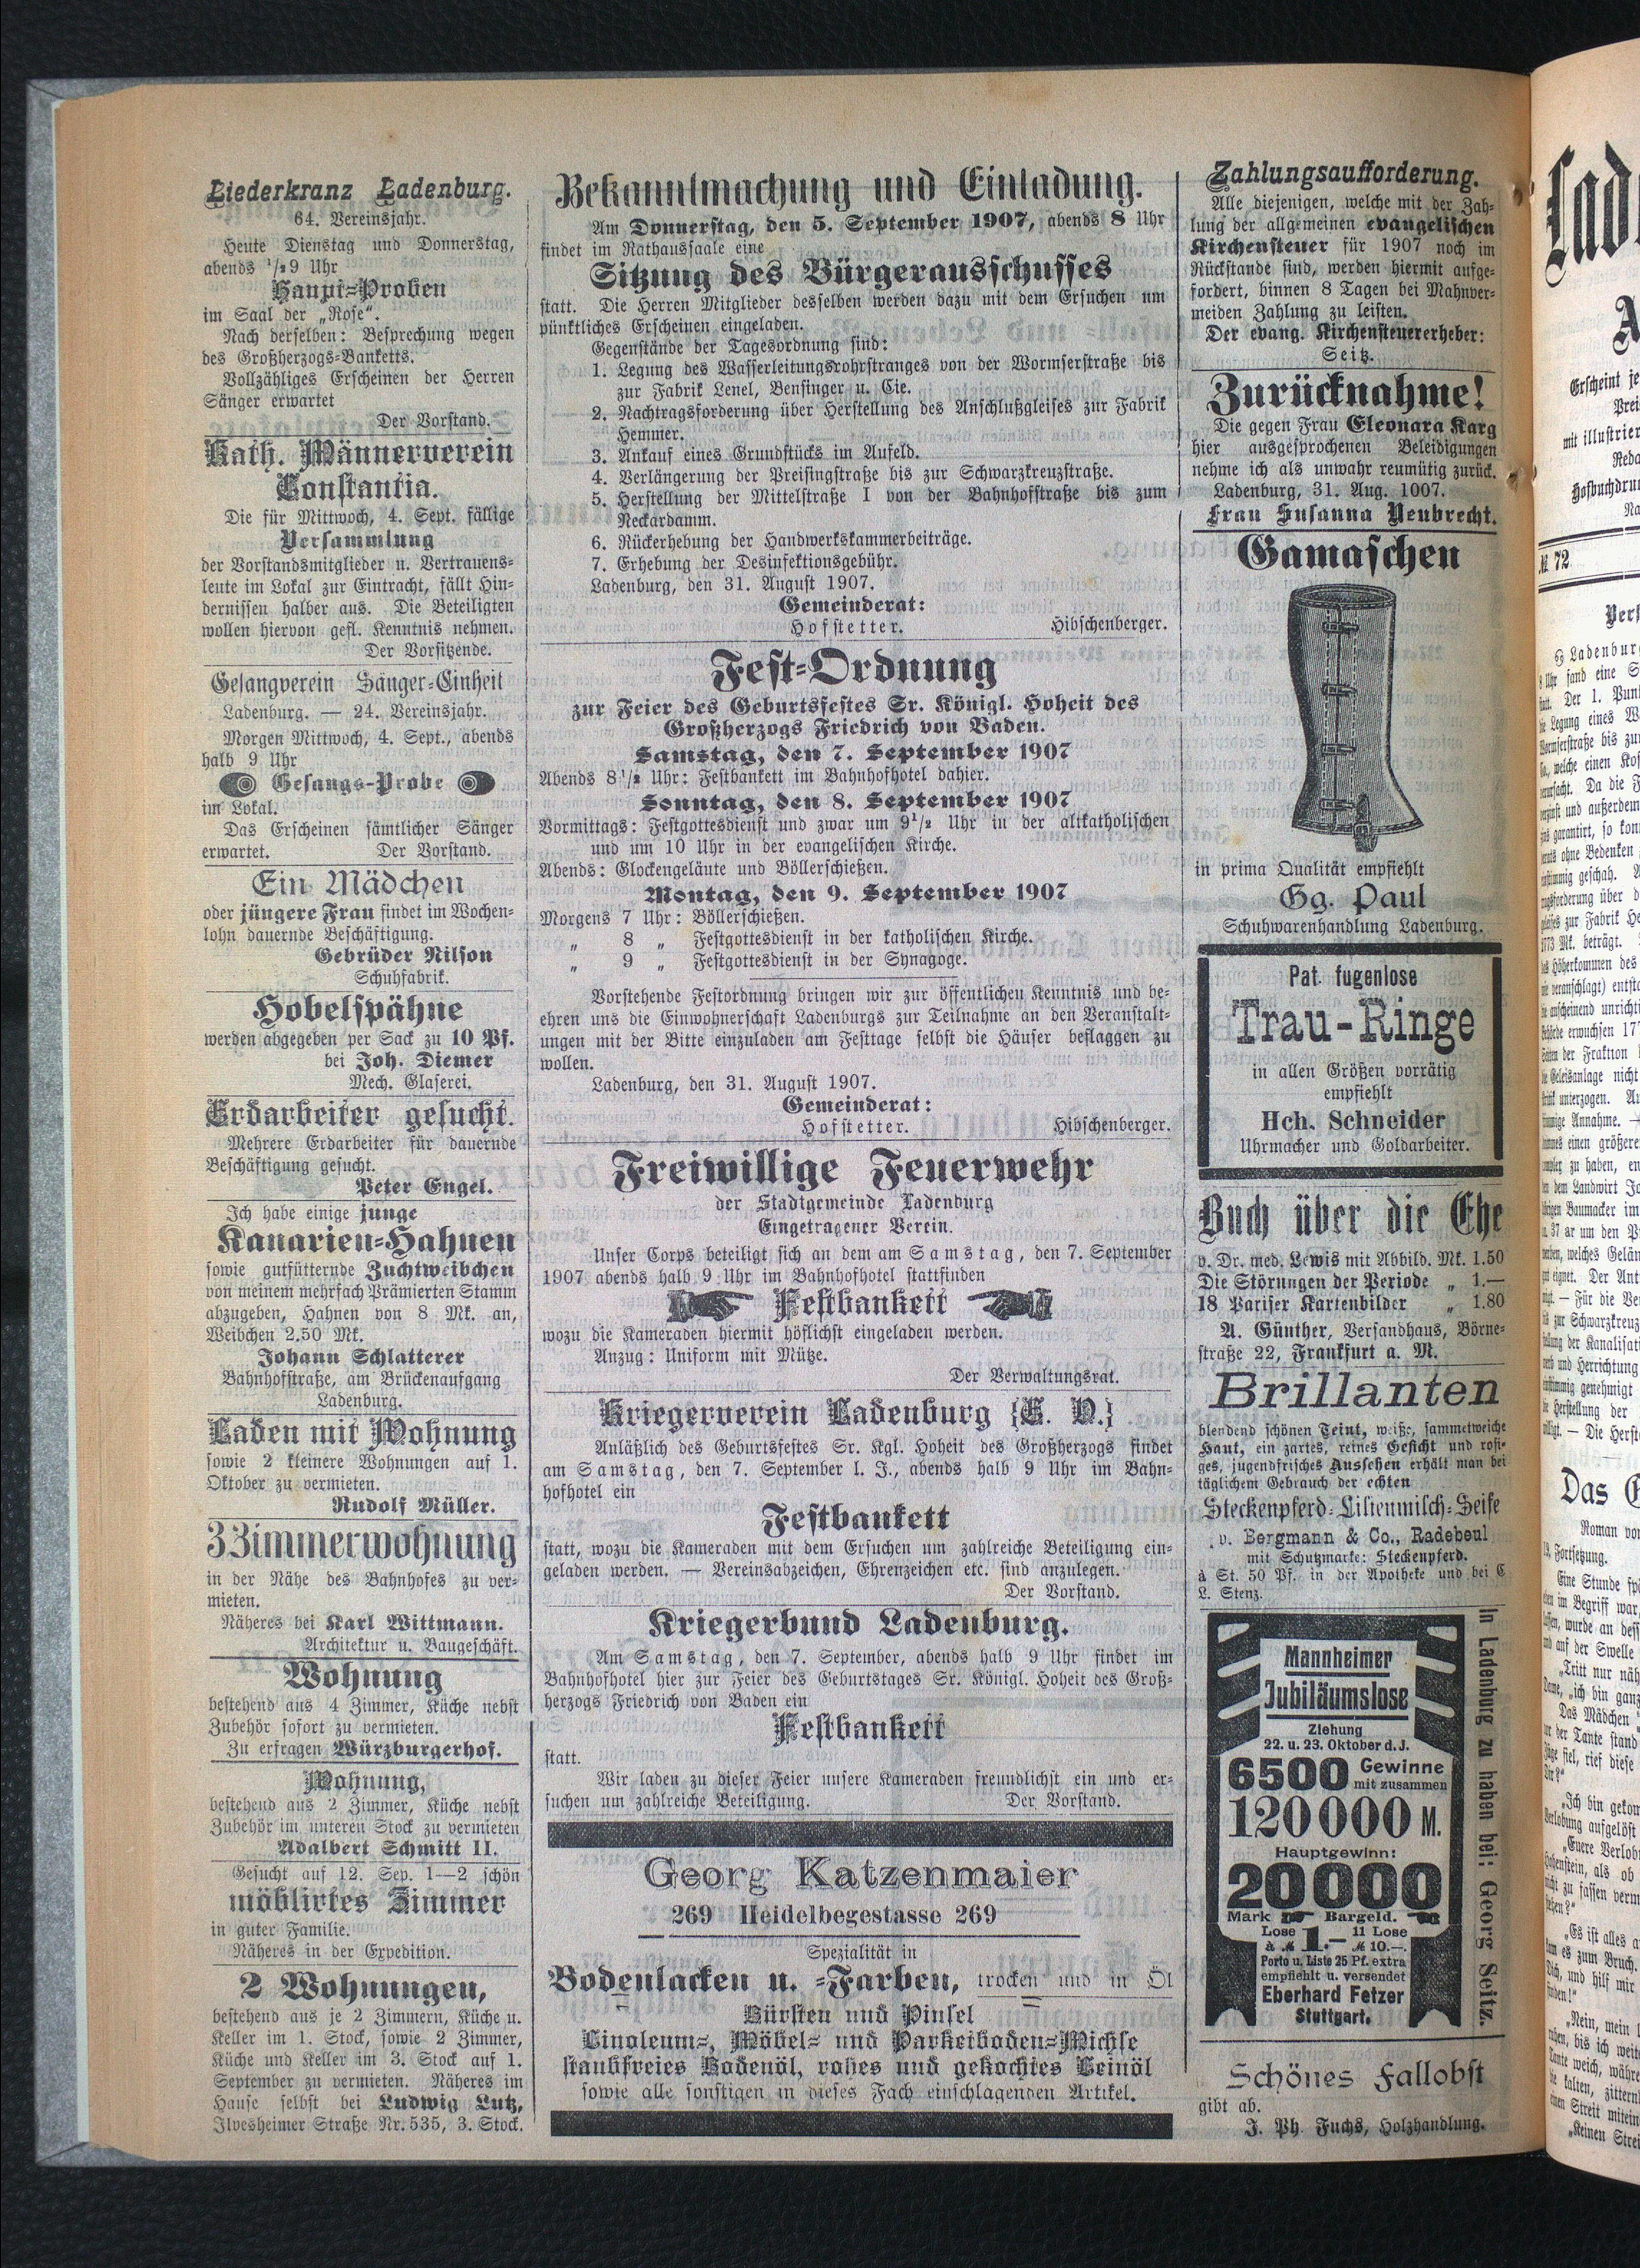 Liederkranz Ladenburg.
64. Vereinsjahr.
Heute Dienstag und Donnerstag,
abends ½9 Uhr
Haupt=Proben
im Saal der „Rose“.
Nach derselben: Besprechung wegen
des Großherzogs-Banketts.
Vollzähliges Erscheinen der Herren
Sänger erwartet
Der Vorstand.
Kath. Männerverein
Constantia.
Die für Mittwoch, 4. Sept. fällige
Versammlung
der Vorstandsmitglieder u. Vertrauens=
leute im Lokal zur Eintracht, fällt Hin=
dernissen halber aus. Die Beteiligten
wollen hiervon gefl. Kenntnis nehmen.
Der Vorsitzende.
Gesangverein Sänger=Einheit
Ladenburg. — 24. Vereinsjahr.
Morgen Mittwoch, 4. Sept., abends
halb 9 Uhr
Gesangs=Probe
im Lokal.
Das Erscheinen sämtlicher Sänger
erwartet. Der Vorstand.
Ein Mädchen
oder jüngere Frau findet im Wochen=
lohn dauernde Beschäftigung.
Gebrüder Nilson
Schuhfabrik.
Hobelspähne
werden abgegeben per Sack zu 10 Pf.
bei Joh. Diemer
Mech. Glaserei.
Erdarbeiter gesucht.
Mehrere Erdarbeiter für dauernde
Beschäftigung gesucht.
Peter Engel.
Ich habe einige junge
Kanarien=Hahnen
sowie gutfütternde Zuchtweibchen
von meinem mehrfach Prämierten Stamm
abzugeben, Hahnen von 8 Mk. an,
Weibchen 2.50 Mk.
Johann Schlatterer
Bahnhofstraße, am Brückenaufgang
Ladenburg.
Laden mit Wohnung
sowie 2 kleinere Wohnungen auf 1.
Oktober zu vermieten.
Rudolf Müller.
3 Zimmerwohnung
in der Nähe des Bahnhofes zu ver=
mieten.
Näheres bei Karl Wittmann.
Architektur u. Baugeschäft.
Wohnung
bestehend aus 4 Zimmer, Küche nebst
Zubehör sofort zu vermieten.
Zu erfragen Würzburgerhof.
Wohnung,
bestehend aus 2 Zimmer, Küche nebst
Zubehör im unteren Stock zu vermieten
Adalbert Schmitt II.
Gesucht auf 12. Sep. 1—2 schön
möblirtes Zimmer
in guter Familie.
Näheres in der Expedition.
2 Wohnungen,
bestehend aus je 2 Zimmern, Küche u.
Keller im 1. Stock, sowie 2 Zimmer,
Küche und Keller im 3. Stock auf 1.
September zu vermieten. Näheres im
Hause selbst bei Ludwig Lutz,
Ilvesheimer Straße Nr. 535, 3. Stock.
Bekanntmachung und Einladung.
Am Donnerstag, den 5. September 1907, abends 8 Uhr
findet im Rathaussaale eine
Sitzung des Bürgerausschusses
statt. Die Herren Mitglieder desselben werden dazu mit dem Ersuchen um
pünktliches Erscheinen eingeladen.
Gegenstände der Tagesordnung sind:
1. Legung des Wasserleitungsrohrstranges von der Wormserstraße bis
zur Fabrik Lenel, Bensinger u. Cie.
2. Nachtragsforderung über Herstellung des Anschlußgleises zur Fabrik
Hemmer.
3. Ankauf eines Grundstücks im Aufeld.
4. Verlängerung der Preisingstraße bis zur Schwarzkreuzstraße.
5. Herstellung der Mittelstraße I von der Bahnhofstraße bis zum
Neckardamm.
6. Rückerhebung der Handwerkskammerbeiträge.
7. Erhebung der Desinfektionsgebühr.
Ladenburg, den 31. August 1907.
Gemeinderat:
Hofstetter. Hibschenberger.
Fest=Ordnung
zur Feier des Geburtsfestes Sr. Königl. Hoheit des
Großherzogs Friedrich von Baden.
Samstag, den 7. September 1907
Abends 8½ Uhr: Festbankett im Bahnhofhotel dahier.
Sonntag, den 8. September 1907
Vormittags: Festgottesdienst und zwar um 9½ Uhr in der altkatholischen
und um 10 Uhr in der evangelischen Kirche.
Abends: Glockengeläute und Böllerschießen.
Montag, den 9. September 1907
Morgens 7 Uhr: Böllerschießen.
„ 8 „ Festgottesdienst in der katholischen Kirche.
„ 9 „ Festgottesdienst in der Synagoge.
Vorstehende Festordnung bringen wir zur öffentlichen Kenntnis und be=
ehren uns die Einwohnerschaft Ladenburgs zur Teilnahme an den Veranstalt=
ungen mit der Bitte einzuladen am Festtage selbst die Häuser beflaggen zu
wollen.
Ladenburg, den 31. August 1907.
Gemeinderat:
Hofstetter. Hibschenberger.
Freiwillige Feuerwehr
der Stadtgemeinde Ladenburg
Eingetragener Verein.
Unser Corps beteiligt sich an dem am Samstag, den 7. September
1907 abends halb 9 Uhr im Bahnhofhotel stattfinden
Festbankett
wozu die Kameraden hiermit höflichst eingeladen werden.
Anzug: Uniform mit Mütze.
Der Verwaltungsrat.
Kriegerverein Ladenburg (E. V.)
Anläßlich des Geburtsfestes Sr. Kgl. Hoheit des Großherzogs findet
am Samstag, den 7. September l. J., abends halb 9 Uhr im Bahn=
hofhotel ein
Festbankett
statt, wozu die Kameraden mit dem Ersuchen um zahlreiche Beteiligung ein=
geladen werden. — Vereinsabzeichen, Ehrenzeichen etc. sind anzulegen.
Der Vorstand.
Kriegerbund Ladenburg.
Am Samstag, den 7. September, abends halb 9 Uhr findet im
Bahnhofhotel hier zur Feier des Geburtstages Sr. Königl. Hoheit des Groß=
herzogs Friedrich von Baden ein
Festbankett
statt.
Wir laden zu dieser Feier unsere Kameraden freundlichst ein und er=
suchen um zahlreiche Beteiligung. Der Vorstand.
Georg Katzenmaier
269 Heidelbegestasse 269
Spezialität in
Bodenlacken u. =Farben, trocken und in Öl
Bürsten und Pinsel
Linoleum=, Möbel= und Parketboden=Wichse
staubfreies Bodenöl, rohes und gekochtes Leinöl
sowie alle sonstigen in dieses Fach einschlagenden Artikel.
Zahlungsaufforderung.
Alle diejenigen, welche mit der Zah=
lung der allgemeinen evangelischen
Kirchensteuer für 1907 noch im
Rückstande sind, werden hiermit aufge=
fordert, binnen 8 Tagen bei Mahnver=
meiden Zahlung zu leisten.
Der evang. Kirchensteuererheber:
Seitz.
Zurücknahme!
Die gegen Frau Eleonara Karg
hier ausgesprochenen Beleidigungen
nehme ich als unwahr reumütig zurück.
Ladenburg, 31. Aug. 1007.
Frau Susanna Neubrecht.
Gamaschen
in prima Qualität empfiehlt
Gg. Paul
Schuhwarenhandlung Ladenburg.
Pat. fugenlose
Trau-Ringe
in allen Größen vorrätig
empfiehlt
Hch. Schneider
Uhrmacher und Goldarbeiter.
Buch über die Ehe
v. Dr. med. Lewis mit Abbild. Mk. 1.50
Die Störungen der Periode „ 1.—
18 Pariser Kartenbilder „ 1.80
A. Günther, Versandhaus, Börne=
straße 22, Frankfurt a. M.
Brillanten
blendend schönen Teint, weiße, sammetweiche
Haut, ein zartes, reines Gesicht und rosi=
ges, jugendfrisches Aussehen erhält man bei
täglichem Gebrauch der echten
Steckenpferd=Lilienmilch=Seife
v. Bergmann & Co., Radebeul
mit Schutzmarke: Steckenpferd.
à St. 50 Pf. in der Apotheke und bei C
L. Stenz.
Mannheimer
Jubiläumslose
Ziehung
22. u. 23. Oktober d. J.
6500 Gewinne
mit zusammen
120000 M.
Hauptgewinn:
20000
Mark Bargeld.
Lose 11 Lose
à ℳ 1.— ℳ 10.—.
Porto u. Liste 25 Pf. extra
empfiehlt u. versendet
Eberhard Fetzer
Stuttgart.
In Ladenburg zu haben bei: Georg Seitz.
Schönes Fallobst
gibt ab.
J. Ph. Fuchs, Holzhandlung.
№ 72
Erscheint je
mit illustrier
Hofbuchdru
Das
Roman vo